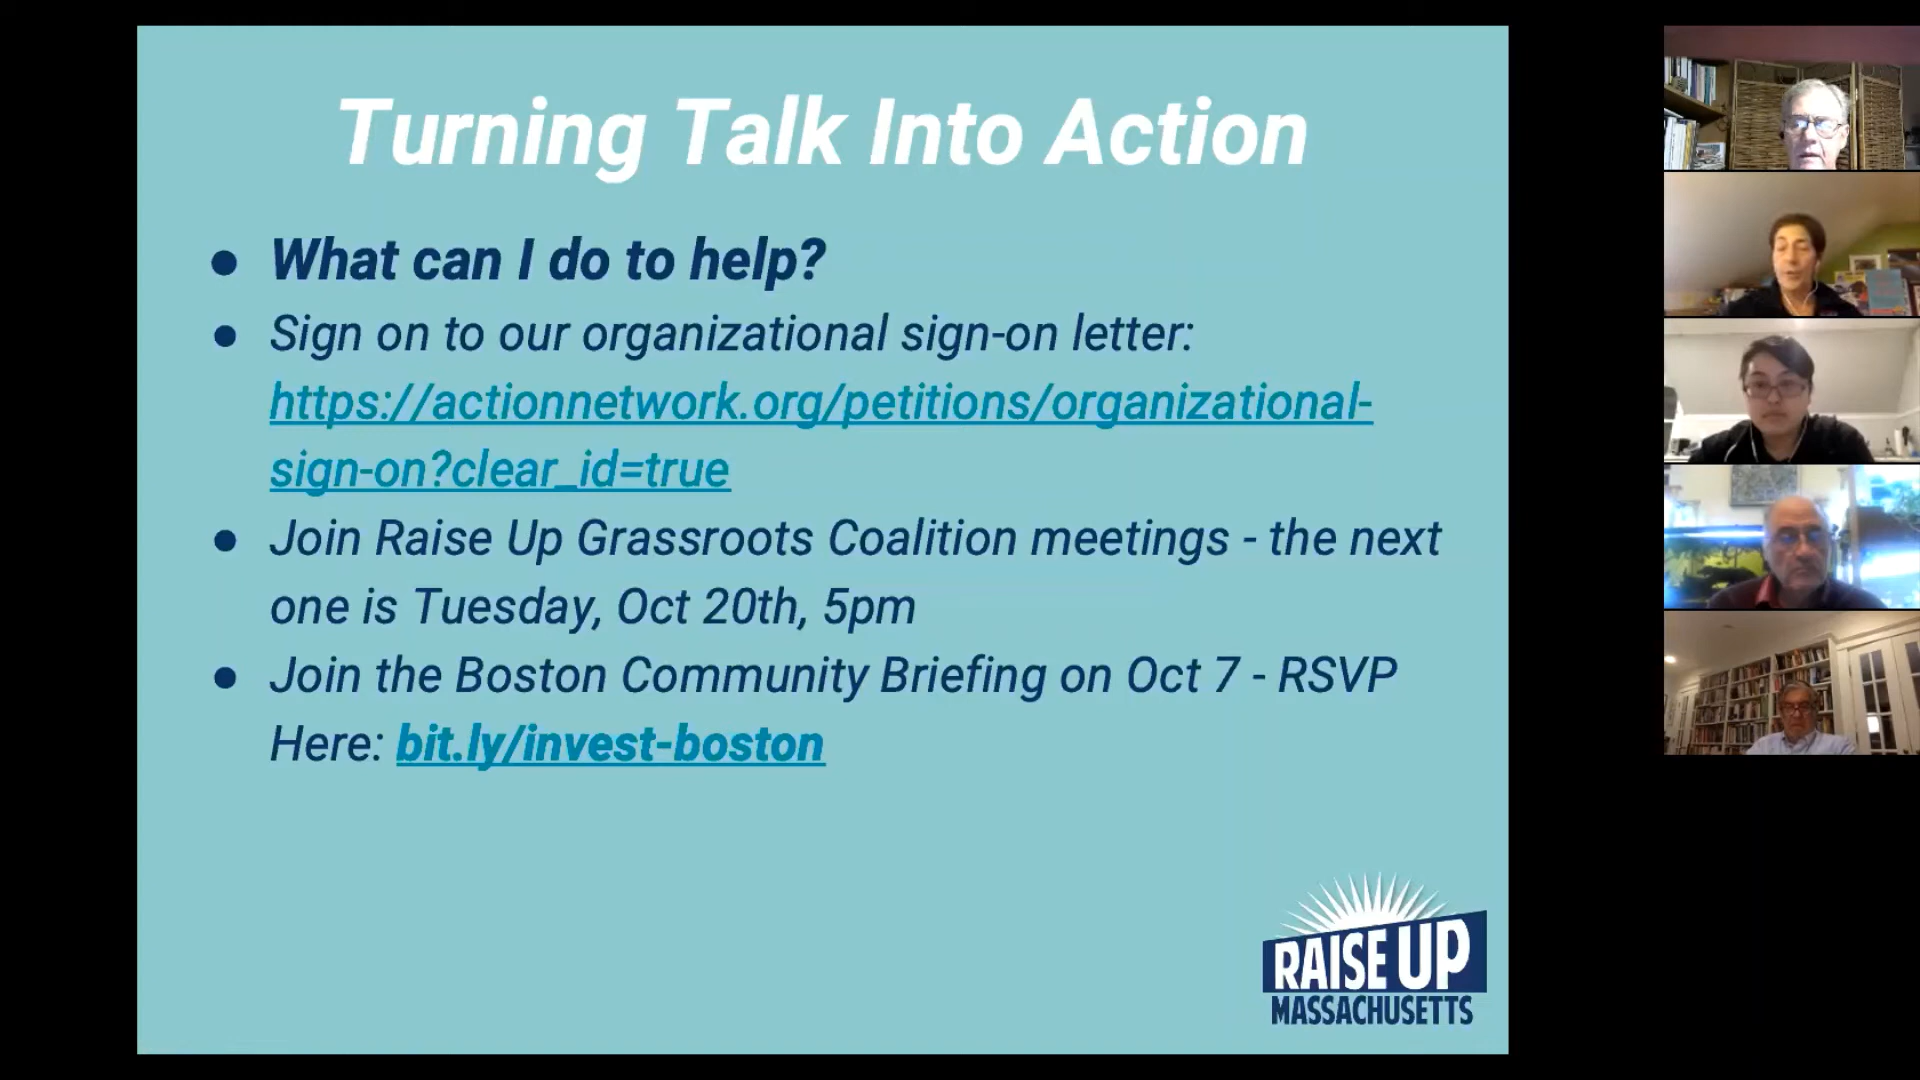 Turning Talk Into Action
● What can I do to help?
● Sign on to our organizational sign-on letter:
https://actionnetwork.org/petitions/organizational-
sign-on?clear_id=true
● Join Raise Up Grassroots Coalition meetings - the next
one is Tuesday, Oct 20th, 5pm
● Join the Boston Community Briefing on Oct 7 - RSVP
Here: bit.ly/invest-boston
RAISE UP
MASSACHUSETTS